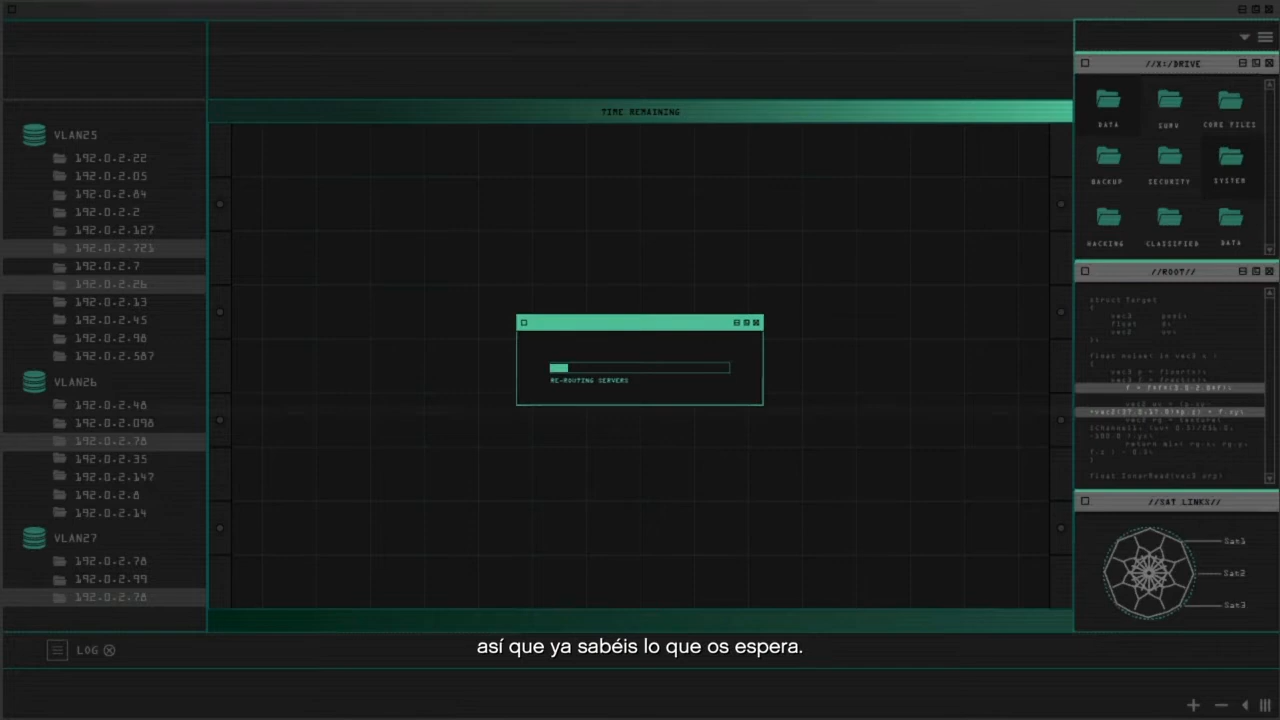 TIME REMAINING
VLAN25
192.0.2.22
192.0.2.05
192.0.2.84
192.0.2.2
192.0.2.127
192.0.2.721
192.0.2.7
192.0.2.26
192.0.2.13
192.0.2.45
192.0.2.98
192.0.2.587
VLAN26
192.0.2.48
192.0.2.098
192.0.2.78
192.0.2.35
192.0.2.147
192.0.2.8
192.0.2.14
VLAN27
192.0.2.78
192.0.2.99
192.0.2.78
LOG
RE-ROUTING SERVERS
//X:/DRIVE
DATA SURV CORE FILES
BACKUP SECURITY SYSTEM
HACKING CLASSIFIED DATA
//ROOT//
struct Target
{
vec3
float
vec2
};
{
}
//SAT LINKS//
Sat1
Sat2
Sat3
así que ya sabéis lo que os espera.